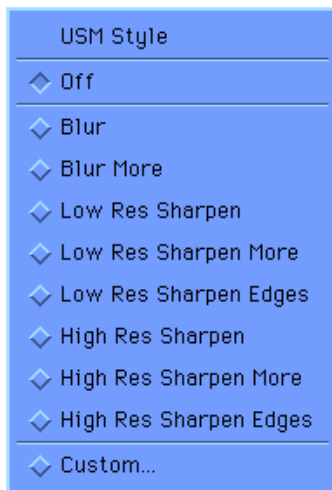 USM Style
Off
Blur
Blur More
Low Res Sharpen
Low Res Sharpen More
Low Res Sharpen Edges
High Res Sharpen
High Res Sharpen More
High Res Sharpen Edges
Custom...